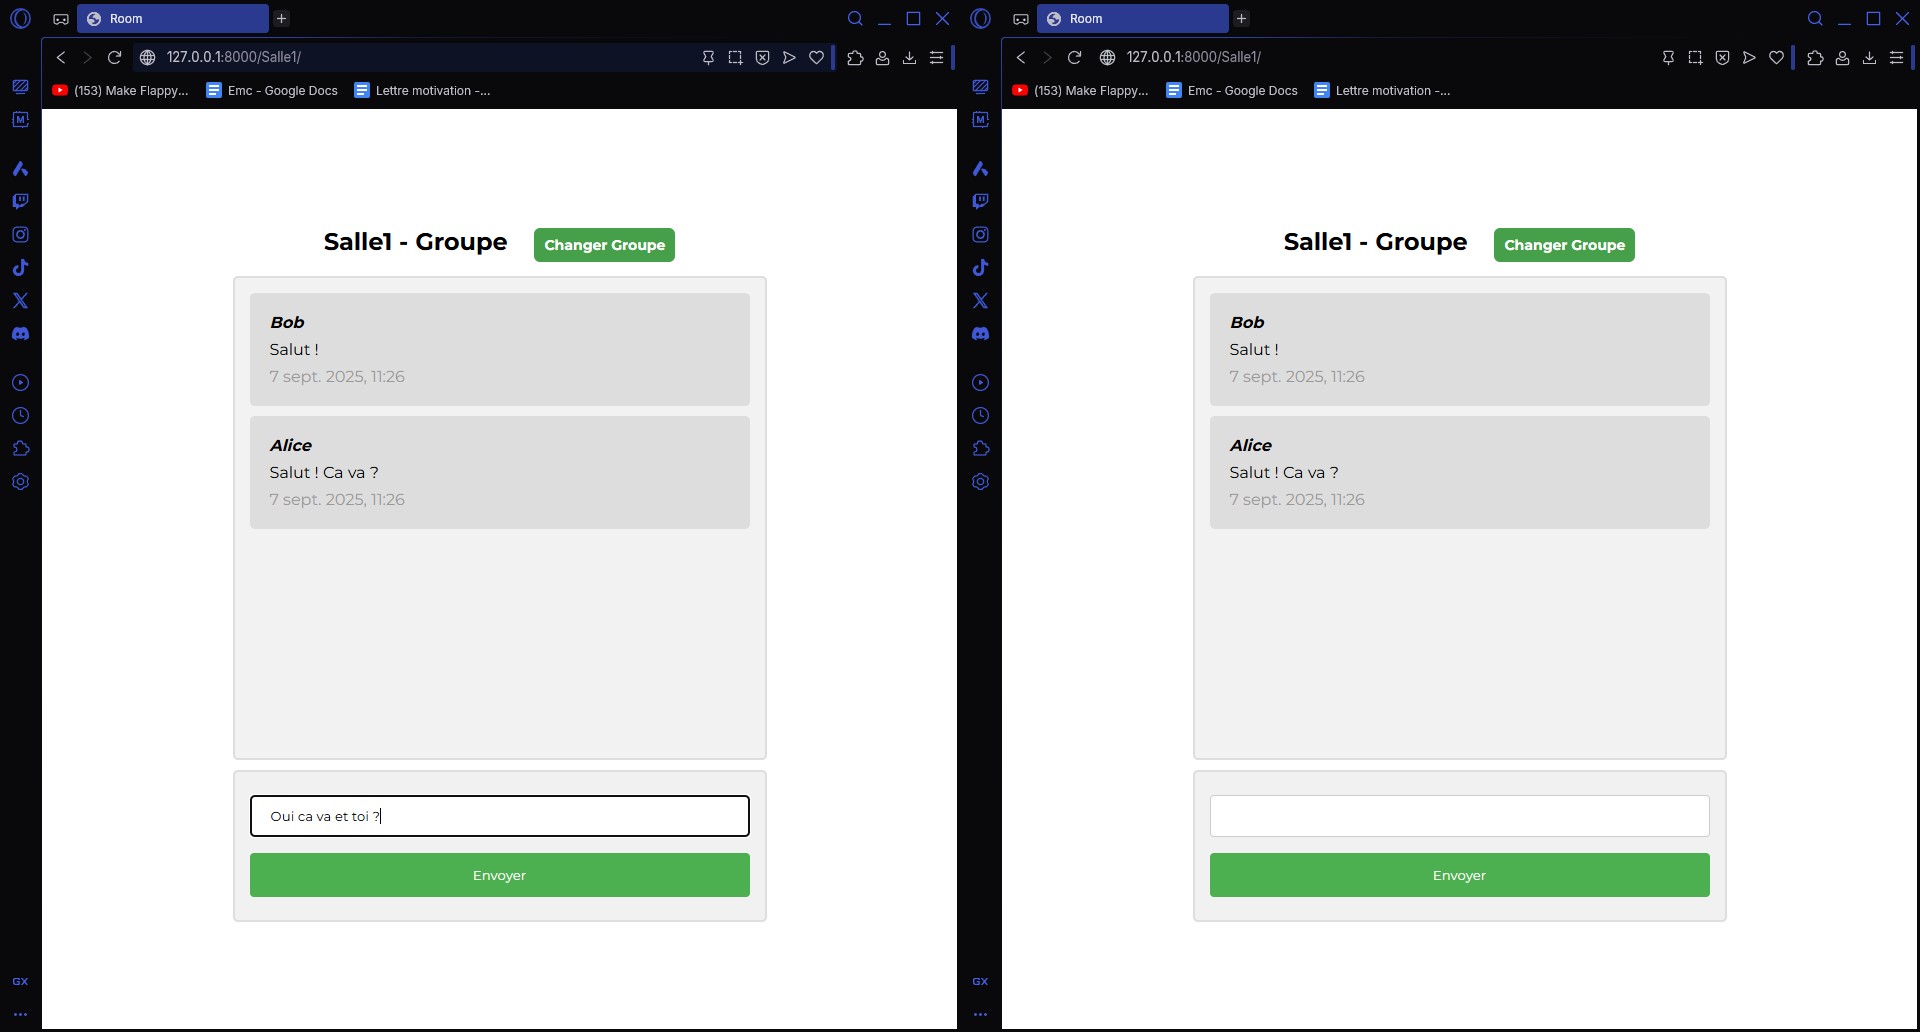 Room
127.0.0.1:8000/Salle1/
(153) Make Flappy...
Emc - Google Docs
Lettre motivation -...
M
Salle1 - Groupe
Changer Groupe
Bob
Salut !
7 sept. 2025, 11:26
Alice
Salut ! Ca va ?
7 sept. 2025, 11:26
Oui ca va et toi ?
Envoyer
GX
Room
127.0.0.1:8000/Salle1/
(153) Make Flappy...
Emc - Google Docs
Lettre motivation -...
M
Salle1 - Groupe
Changer Groupe
Bob
Salut !
7 sept. 2025, 11:26
Alice
Salut ! Ca va ?
7 sept. 2025, 11:26
Envoyer
GX